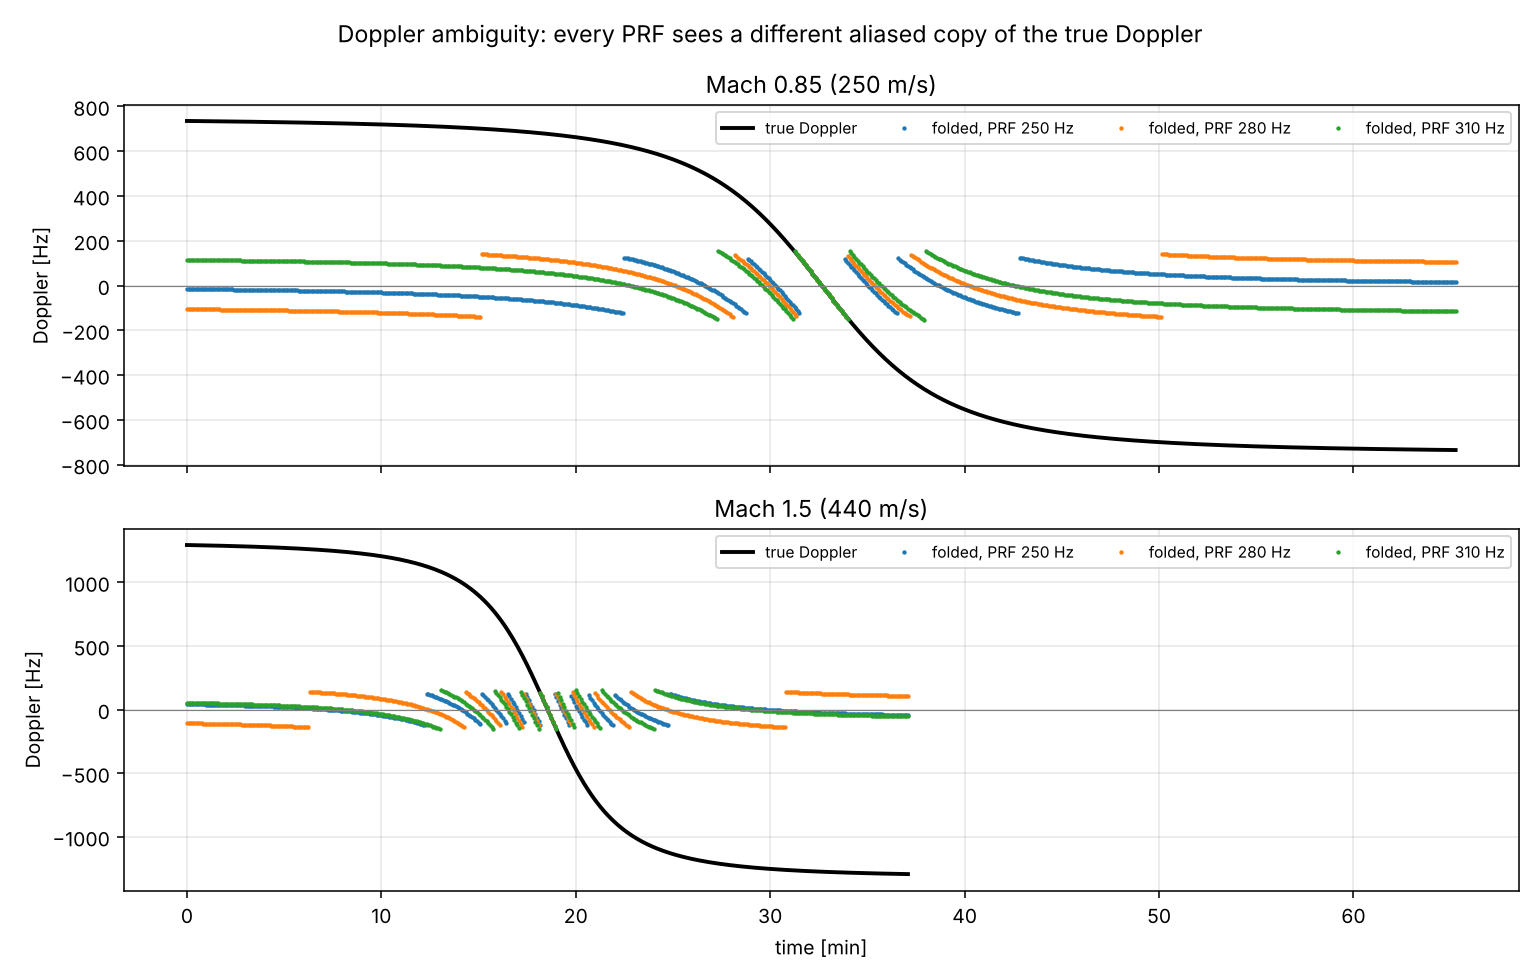 Doppler ambiguity: every PRF sees a different aliased copy of the true Doppler
Mach 0.85 (250 m/s)
true Doppler folded, PRF 250 Hz folded, PRF 280 Hz folded, PRF 310 Hz
Doppler [Hz]
800
600
400
200
0
−200
−400
−600
−800
Mach 1.5 (440 m/s)
true Doppler folded, PRF 250 Hz folded, PRF 280 Hz folded, PRF 310 Hz
Doppler [Hz]
1000
500
0
−500
−1000
0 10 20 30 40 50 60
time [min]